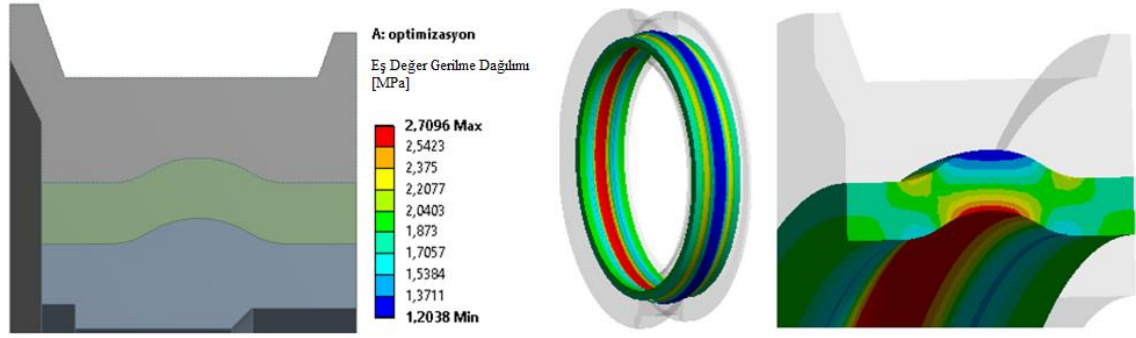 A: optimizasyon
Eş Değer Gerilme Dağılımı
[MPa]
2,7096 Max
2,5423
2,375
2,2077
2,0403
1,873
1,7057
1,5384
1,3711
1,2038 Min